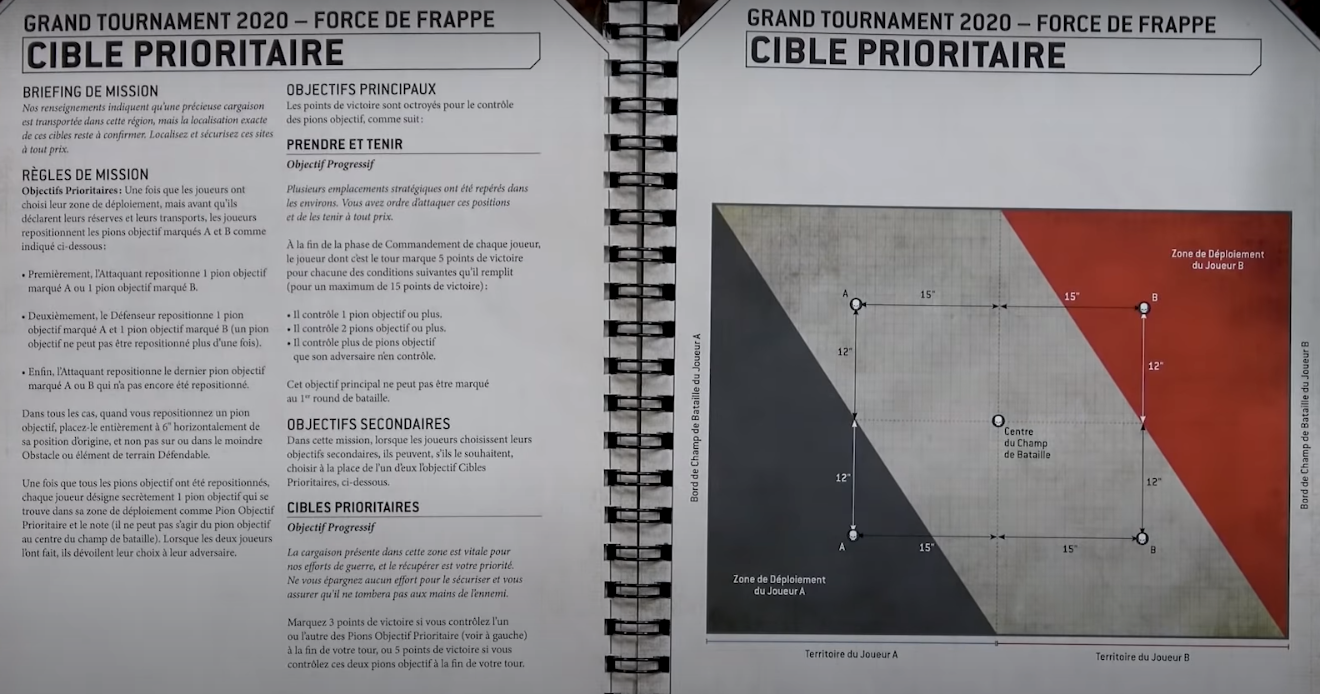 GRAND TOURNAMENT 2020 – FORCE DE FRAPPE
CIBLE PRIORITAIRE
BRIEFING DE MISSION
Nos renseignements indiquent qu'une précieuse cargaison
est transportée dans cette région, mais la localisation exacte
de ces cibles reste à confirmer. Localisez et sécurisez ces sites
à tout prix.
RÈGLES DE MISSION
Objectifs Prioritaires : Une fois que les joueurs ont
choisi leur zone de déploiement, mais avant qu'ils
déclarent leurs réserves et leurs transports, les joueurs
repositionnent les pions objectif marqués A et B comme
indiqué ci-dessous :
• Premièrement, l'Attaquant repositionne 1 pion objectif
marqué A ou 1 pion objectif marqué B.
• Deuxièmement, le Défenseur repositionne 1 pion
objectif marqué A et 1 pion objectif marqué B (un pion
objectif ne peut pas être repositionné plus d'une fois).
• Enfin, l'Attaquant repositionne le dernier pion objectif
marqué A ou B qui n'a pas encore été repositionné.
Dans tous les cas, quand vous repositionnez un pion
objectif, placez-le entièrement à 6" horizontalement de
sa position d'origine, et non pas sur ou dans le moindre
Obstacle ou élément de terrain Défendable.
Une fois que tous les pions objectif ont été repositionnés,
chaque joueur désigne secrètement 1 pion objectif qui se
trouve dans sa zone de déploiement comme Pion Objectif
Prioritaire et le note (il ne peut pas s'agir du pion objectif
au centre du champ de bataille). Lorsque les deux joueurs
l'ont fait, ils dévoilent leur choix à leur adversaire.
OBJECTIFS PRINCIPAUX
Les points de victoire sont octroyés pour le contrôle
des pions objectif, comme suit :
PRENDRE ET TENIR
Objectif Progressif
Plusieurs emplacements stratégiques ont été repérés dans
les environs. Vous avez ordre d'attaquer ces positions
et de les tenir à tout prix.
À la fin de la phase de Commandement de chaque joueur,
le joueur dont c'est le tour marque 5 points de victoire
pour chacune des conditions suivantes qu'il remplit
(pour un maximum de 15 points de victoire) :
• Il contrôle 1 pion objectif ou plus.
• Il contrôle 2 pions objectif ou plus.
• Il contrôle plus de pions objectif
que son adversaire n'en contrôle.
Cet objectif principal ne peut pas être marqué
au 1er round de bataille.
OBJECTIFS SECONDAIRES
Dans cette mission, lorsque les joueurs choisissent leurs
objectifs secondaires, ils peuvent, s'ils le souhaitent,
choisir à la place de l'un d'eux l'objectif Cibles
Prioritaires, ci-dessous.
CIBLES PRIORITAIRES
Objectif Progressif
La cargaison présente dans cette zone est vitale pour
nos efforts de guerre, et le récupérer est votre priorité.
Ne vous épargnez aucun effort pour le sécuriser et vous
assurer qu'il ne tombera pas aux mains de l'ennemi.
Marquez 3 points de victoire si vous contrôlez l'un
ou l'autre des Pions Objectif Prioritaire (voir à gauche)
à la fin de votre tour, ou 5 points de victoire si vous
contrôlez ces deux pions objectif à la fin de votre tour.
GRAND TOURNAMENT 2020 – FORCE DE FRAPPE
CIBLE PRIORITAIRE
Zone de Déploiement
du Joueur B
A
15"
15"
B
12"
12"
Centre
du Champ
de Bataille
12"
12"
A
15"
15"
B
Zone de Déploiement
du Joueur A
Bord de Champ de Bataille du Joueur A
Bord de Champ de Bataille du Joueur B
Territoire du Joueur A
Territoire du Joueur B